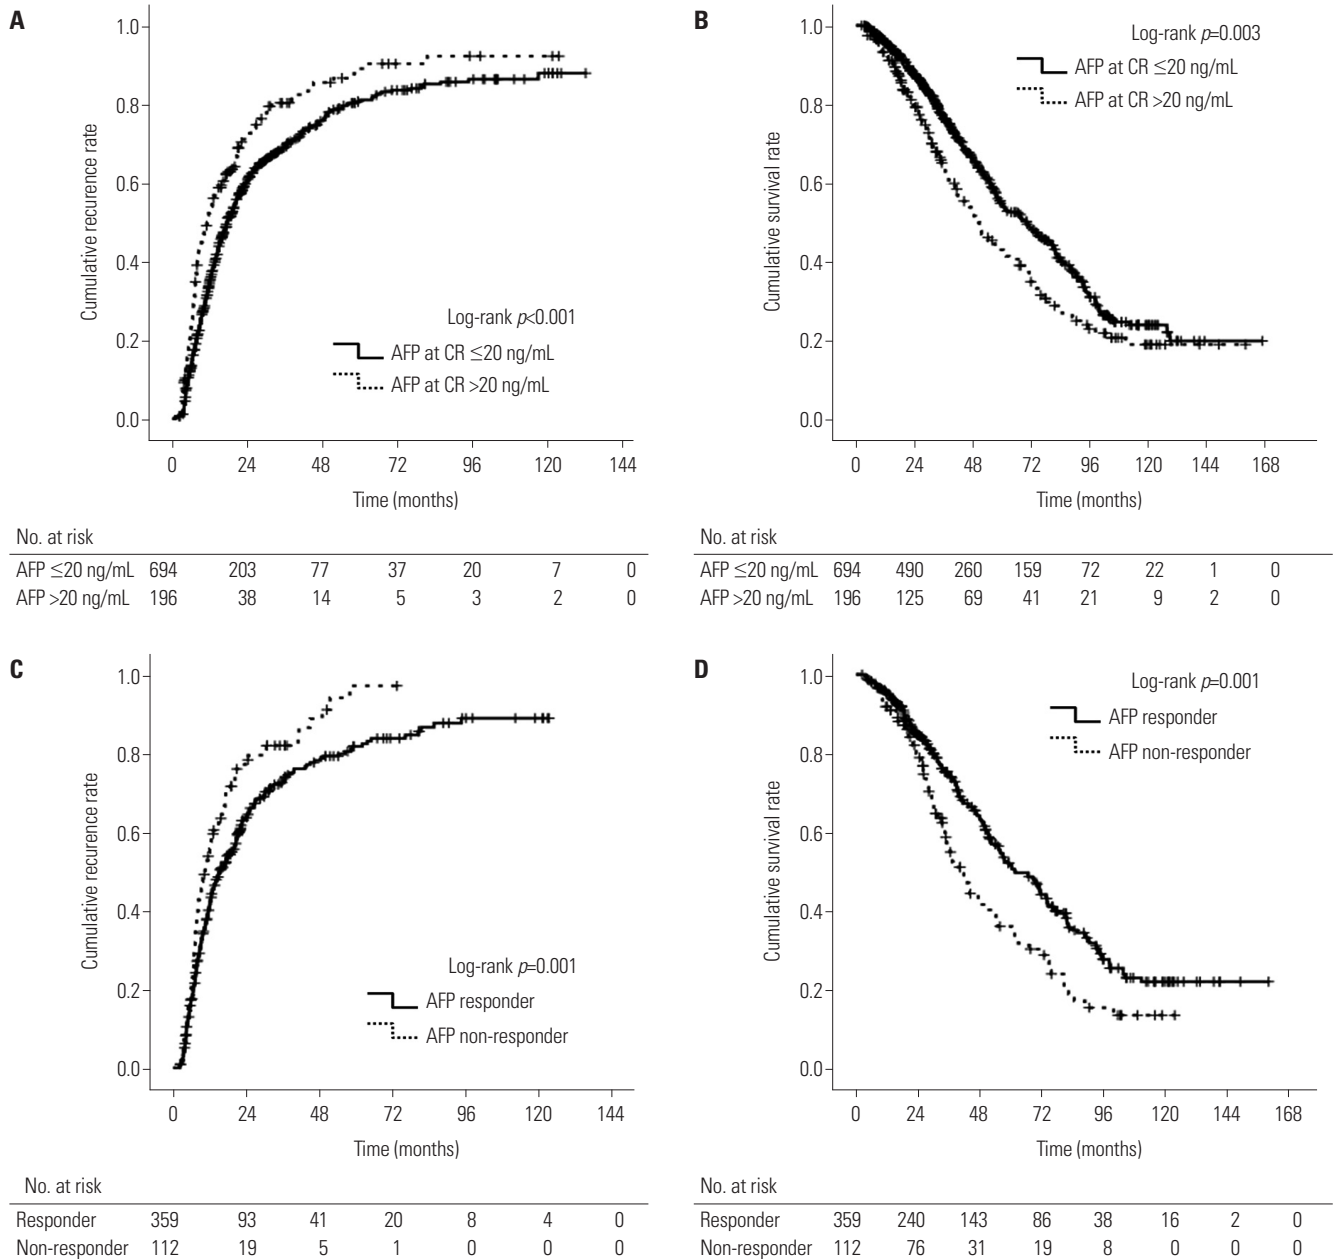 A
Cumulative recurence rate
1.0
0.8
0.6
0.4
0.2
0.0
Log-rank p<0.001
AFP at CR ≤20 ng/mL
AFP at CR >20 ng/mL
0 24 48 72 96 120 144
Time (months)
No. at risk
AFP ≤20 ng/mL 694 203 77 37 20 7 0
AFP >20 ng/mL 196 38 14 5 3 2 0
B
Cumulative survival rate
1.0
0.8
0.6
0.4
0.2
0.0
Log-rank p=0.003
AFP at CR ≤20 ng/mL
AFP at CR >20 ng/mL
0 24 48 72 96 120 144 168
Time (months)
No. at risk
AFP ≤20 ng/mL 694 490 260 159 72 22 1 0
AFP >20 ng/mL 196 125 69 41 21 9 2 0
C
Cumulative recurence rate
1.0
0.8
0.6
0.4
0.2
0.0
Log-rank p=0.001
AFP responder
AFP non-responder
0 24 48 72 96 120 144
Time (months)
No. at risk
Responder 359 93 41 20 8 4 0
Non-responder 112 19 5 1 0 0 0
D
Cumulative survival rate
1.0
0.8
0.6
0.4
0.2
0.0
Log-rank p=0.001
AFP responder
AFP non-responder
0 24 48 72 96 120 144 168
Time (months)
No. at risk
Responder 359 240 143 86 38 16 2 0
Non-responder 112 76 31 19 8 0 0 0